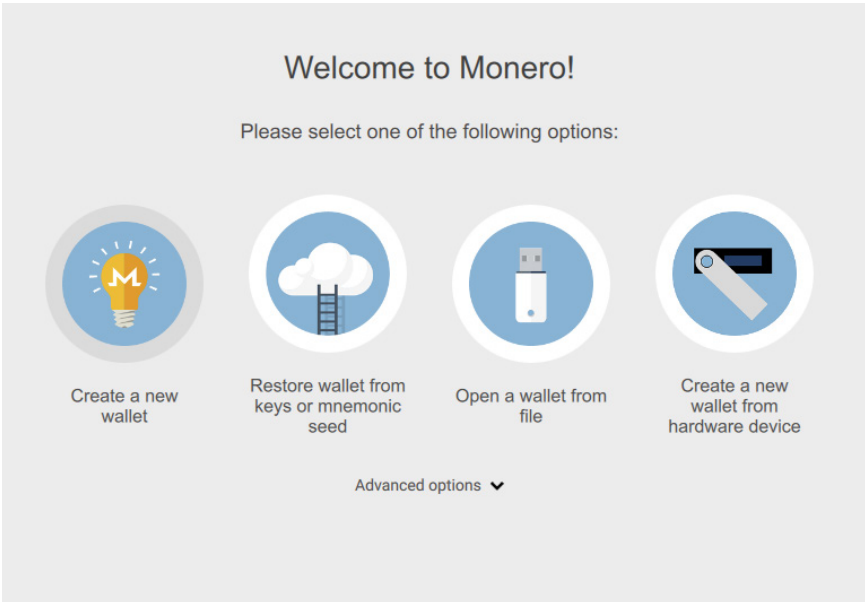 Welcome to Monero!
Please select one of the following options:
Create a new
wallet
Restore wallet from
keys or mnemonic
seed
Open a wallet from
file
Create a new
wallet from
hardware device
Advanced options